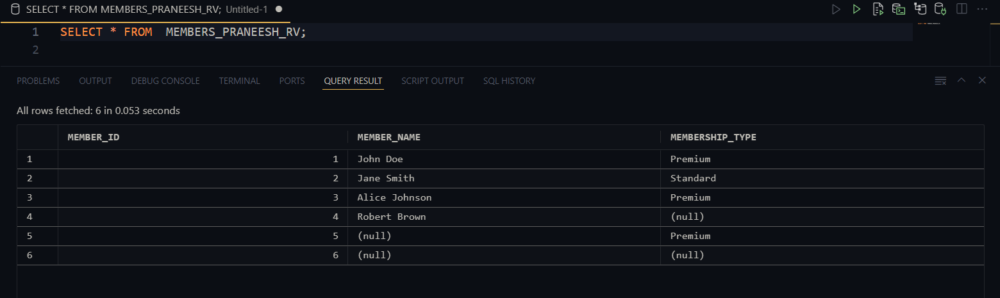 SELECT * FROM MEMBERS_PRANEESH_RV; Untitled-1
1 SELECT * FROM  MEMBERS_PRANEESH_RV;
2
PROBLEMS OUTPUT DEBUG CONSOLE TERMINAL PORTS QUERY RESULT SCRIPT OUTPUT SQL HISTORY
All rows fetched: 6 in 0.053 seconds
MEMBER_ID MEMBER_NAME MEMBERSHIP_TYPE
1 1 John Doe Premium
2 2 Jane Smith Standard
3 3 Alice Johnson Premium
4 4 Robert Brown (null)
5 5 (null) Premium
6 6 (null) (null)